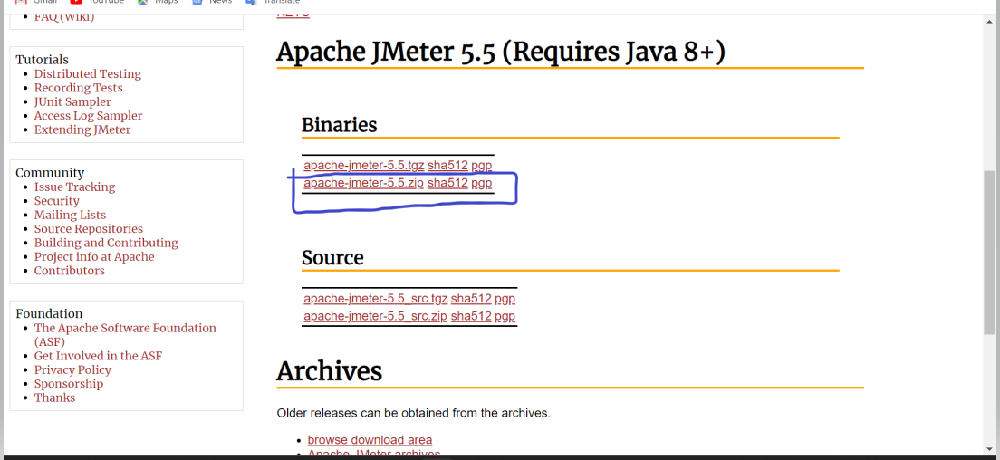 Gmail YouTube Maps News Translate
FAQ (Wiki)
KEYS
Tutorials
Distributed Testing
Recording Tests
JUnit Sampler
Access Log Sampler
Extending JMeter
Community
Issue Tracking
Security
Mailing Lists
Source Repositories
Building and Contributing
Project info at Apache
Contributors
Foundation
The Apache Software Foundation
(ASF)
Get Involved in the ASF
Privacy Policy
Sponsorship
Thanks
Apache JMeter 5.5 (Requires Java 8+)
Binaries
apache-jmeter-5.5.tgz sha512 pgp
apache-jmeter-5.5.zip sha512 pgp
Source
apache-jmeter-5.5_src.tgz sha512 pgp
apache-jmeter-5.5_src.zip sha512 pgp
Archives
Older releases can be obtained from the archives.
browse download area
Apache JMeter archives